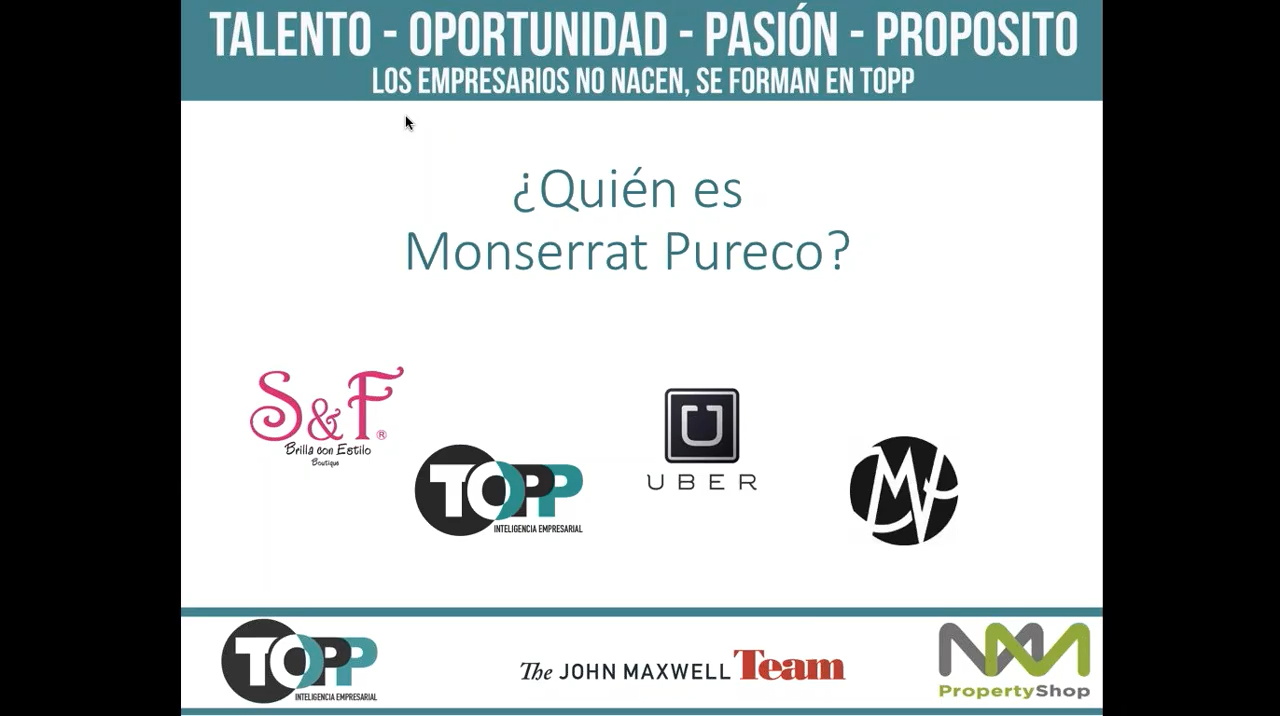 TALENTO - OPORTUNIDAD - PASIÓN - PROPOSITO
LOS EMPRESARIOS NO NACEN, SE FORMAN EN TOPP
¿Quién es
Monserrat Pureco?
S&F®
Brilla con Estilo
Boutique
TOPP
INTELIGENCIA EMPRESARIAL
U
UBER
MP
TOPP
INTELIGENCIA EMPRESARIAL
The JOHN MAXWELL Team
PropertyShop